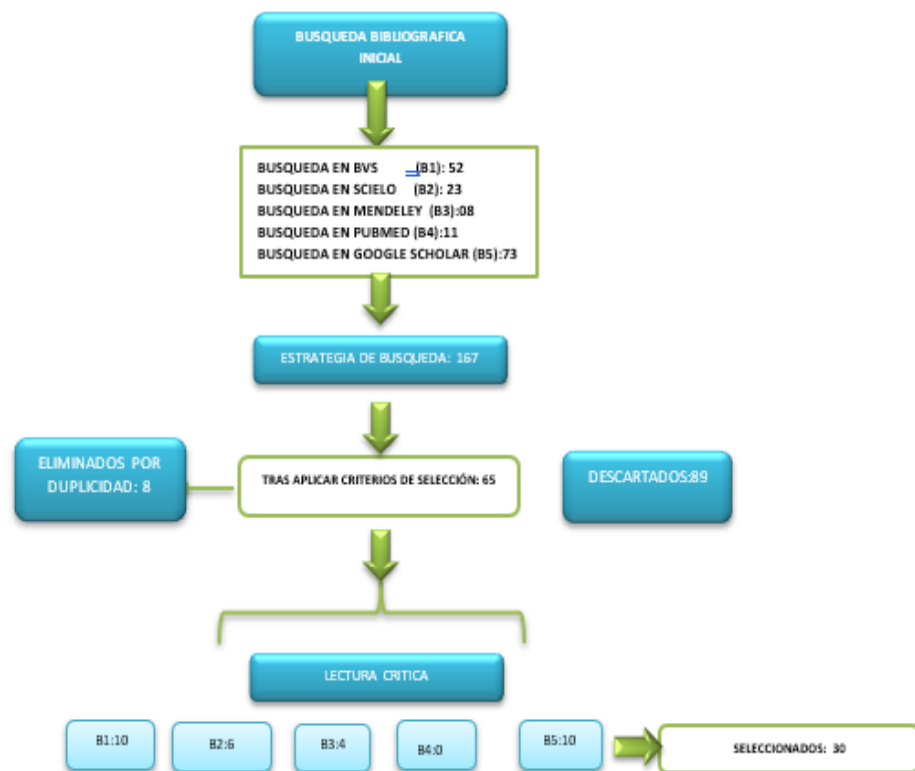 BUSQUEDA BIBLIOGRAFICA
INICIAL
BUSQUEDA EN BVS (B1): 52
BUSQUEDA EN SCIELO (B2): 23
BUSQUEDA EN MENDELEY (B3):08
BUSQUEDA EN PUBMED (B4):11
BUSQUEDA EN GOOGLE SCHOLAR (B5):73
ESTRATEGIA DE BUSQUEDA: 167
ELIMINADOS POR
DUPLICIDAD: 8
TRAS APLICAR CRITERIOS DE SELECCIÓN: 65
DESCARTADOS:89
LECTURA CRITICA
B1:10
B2:6
B3:4
B4:0
B5:10
SELECCIONADOS: 30